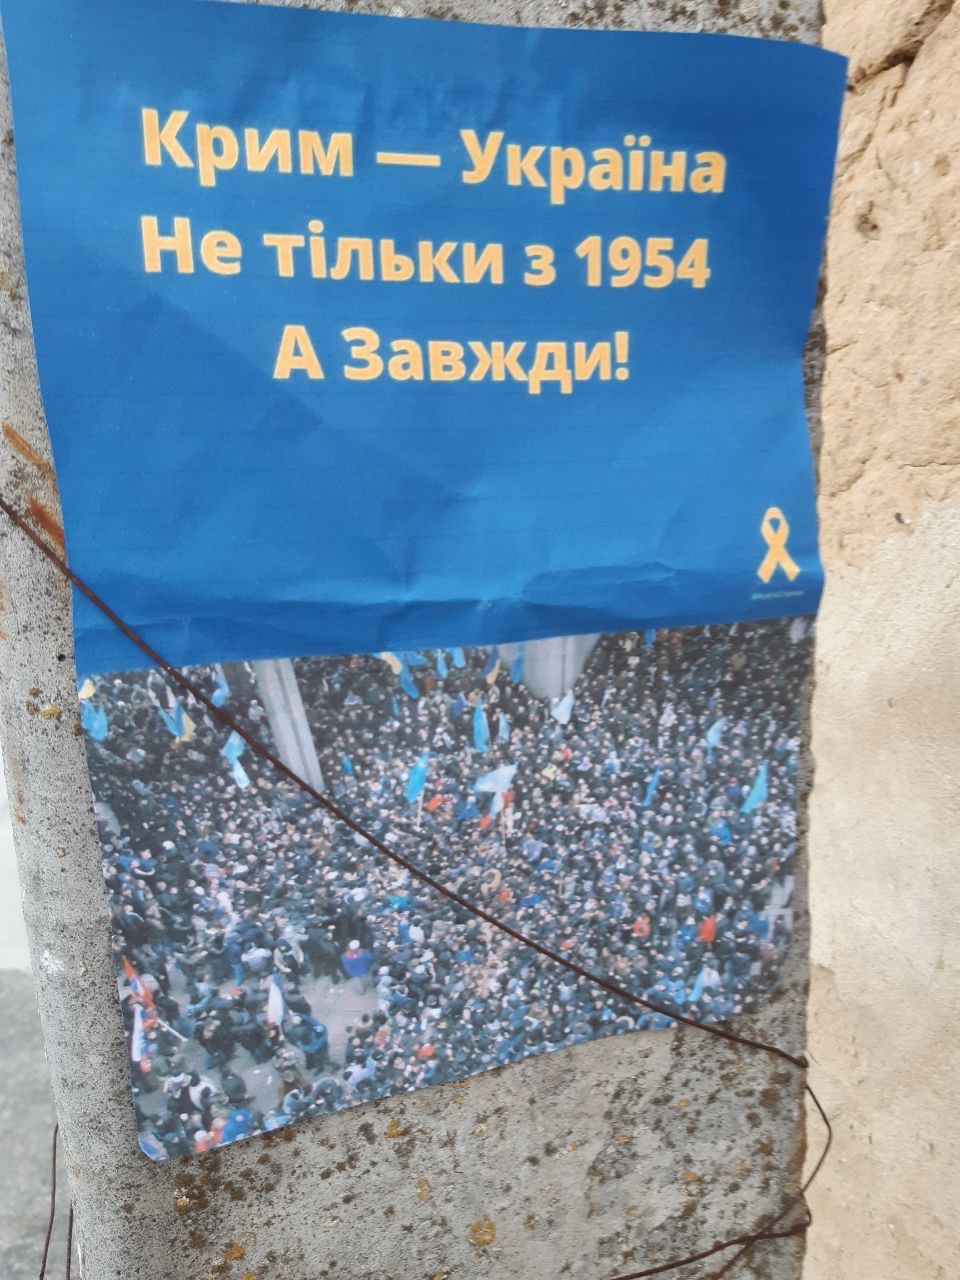 Крим — Україна
Не тільки з 1954
А Завжди!